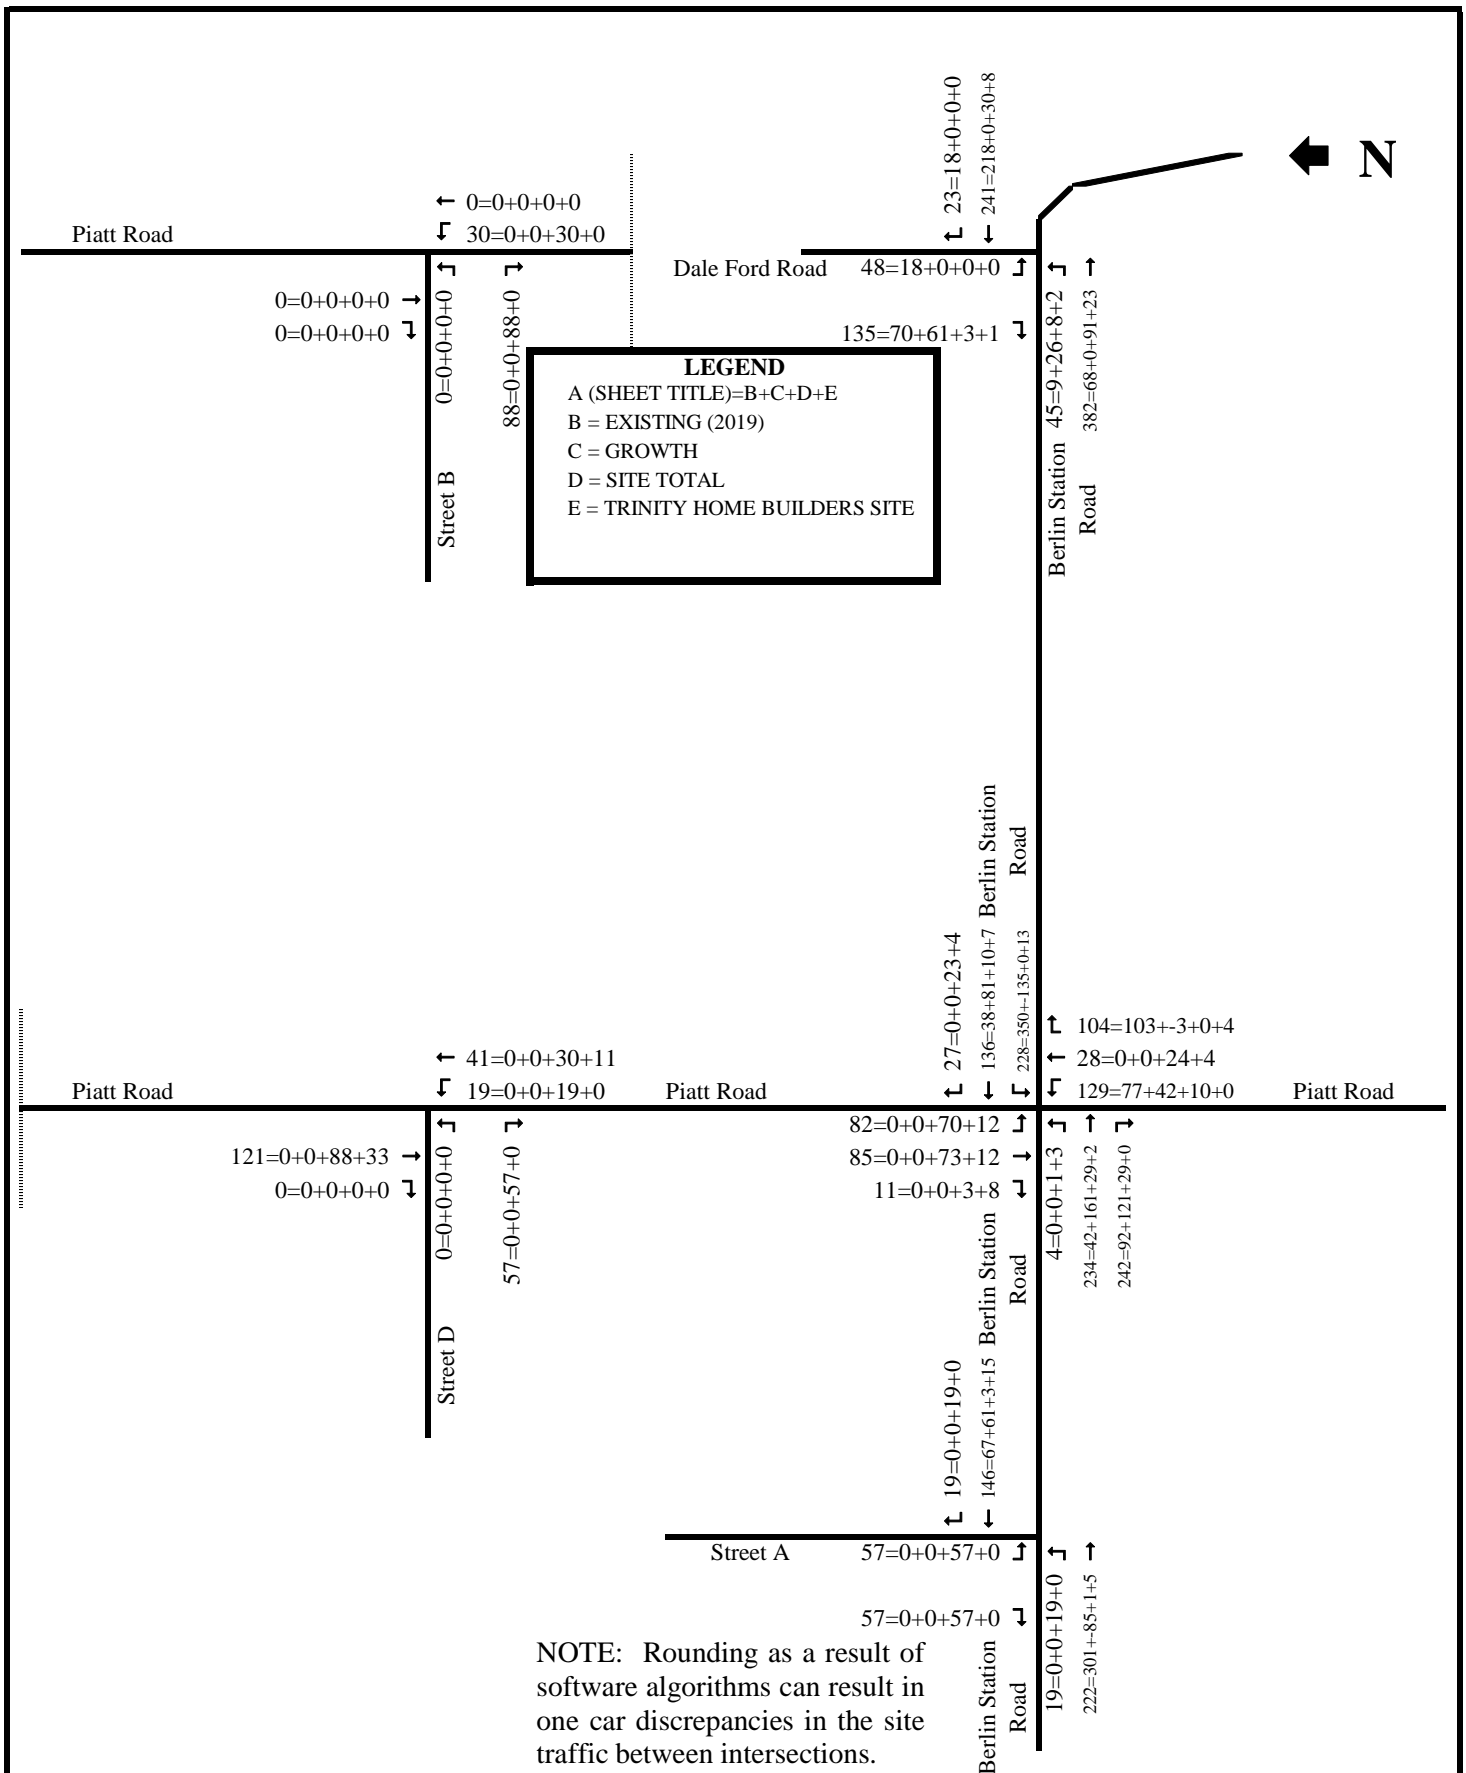 N
23=18+0+0+0
241=218+0+30+8
0=0+0+0+0
30=0+0+30+0
Piatt Road
0=0+0+0+0
0=0+0+0+0
0=0+0+0+0
88=0+0+88+0
Street B
Dale Ford Road
48=18+0+0+0
135=70+61+3+1
45=9+26+8+2
382=68+0+91+23
Berlin Station
Road
LEGEND
A (SHEET TITLE)=B+C+D+E
B = EXISTING (2019)
C = GROWTH
D = SITE TOTAL
E = TRINITY HOME BUILDERS SITE
Berlin Station
Road
27=0+0+23+4
136=38+81+10+7
228=350+-135+0+13
104=103+-3+0+4
28=0+0+24+4
129=77+42+10+0
Piatt Road
41=0+0+30+11
19=0+0+19+0
Piatt Road
Piatt Road
121=0+0+88+33
0=0+0+0+0
0=0+0+0+0
57=0+0+57+0
Street D
82=0+0+70+12
85=0+0+73+12
11=0+0+3+8
4=0+0+1+3
234=42+161+29+2
242=92+121+29+0
Berlin Station
Road
19=0+0+19+0
146=67+61+3+15
Street A
57=0+0+57+0
57=0+0+57+0
19=0+0+19+0
222=301+-85+1+5
Berlin Station
Road
NOTE: Rounding as a result of
software algorithms can result in
one car discrepancies in the site
traffic between intersections.